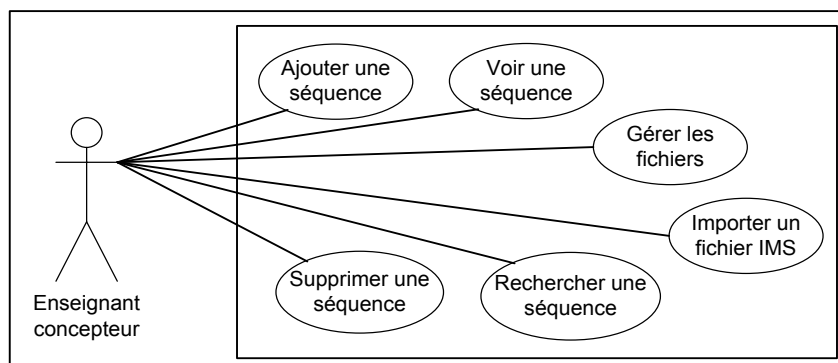 Ajouter une
séquence
Voir une
séquence
Gérer les
fichiers
Importer un
fichier IMS
Supprimer une
séquence
Rechercher une
séquence
Enseignant
concepteur